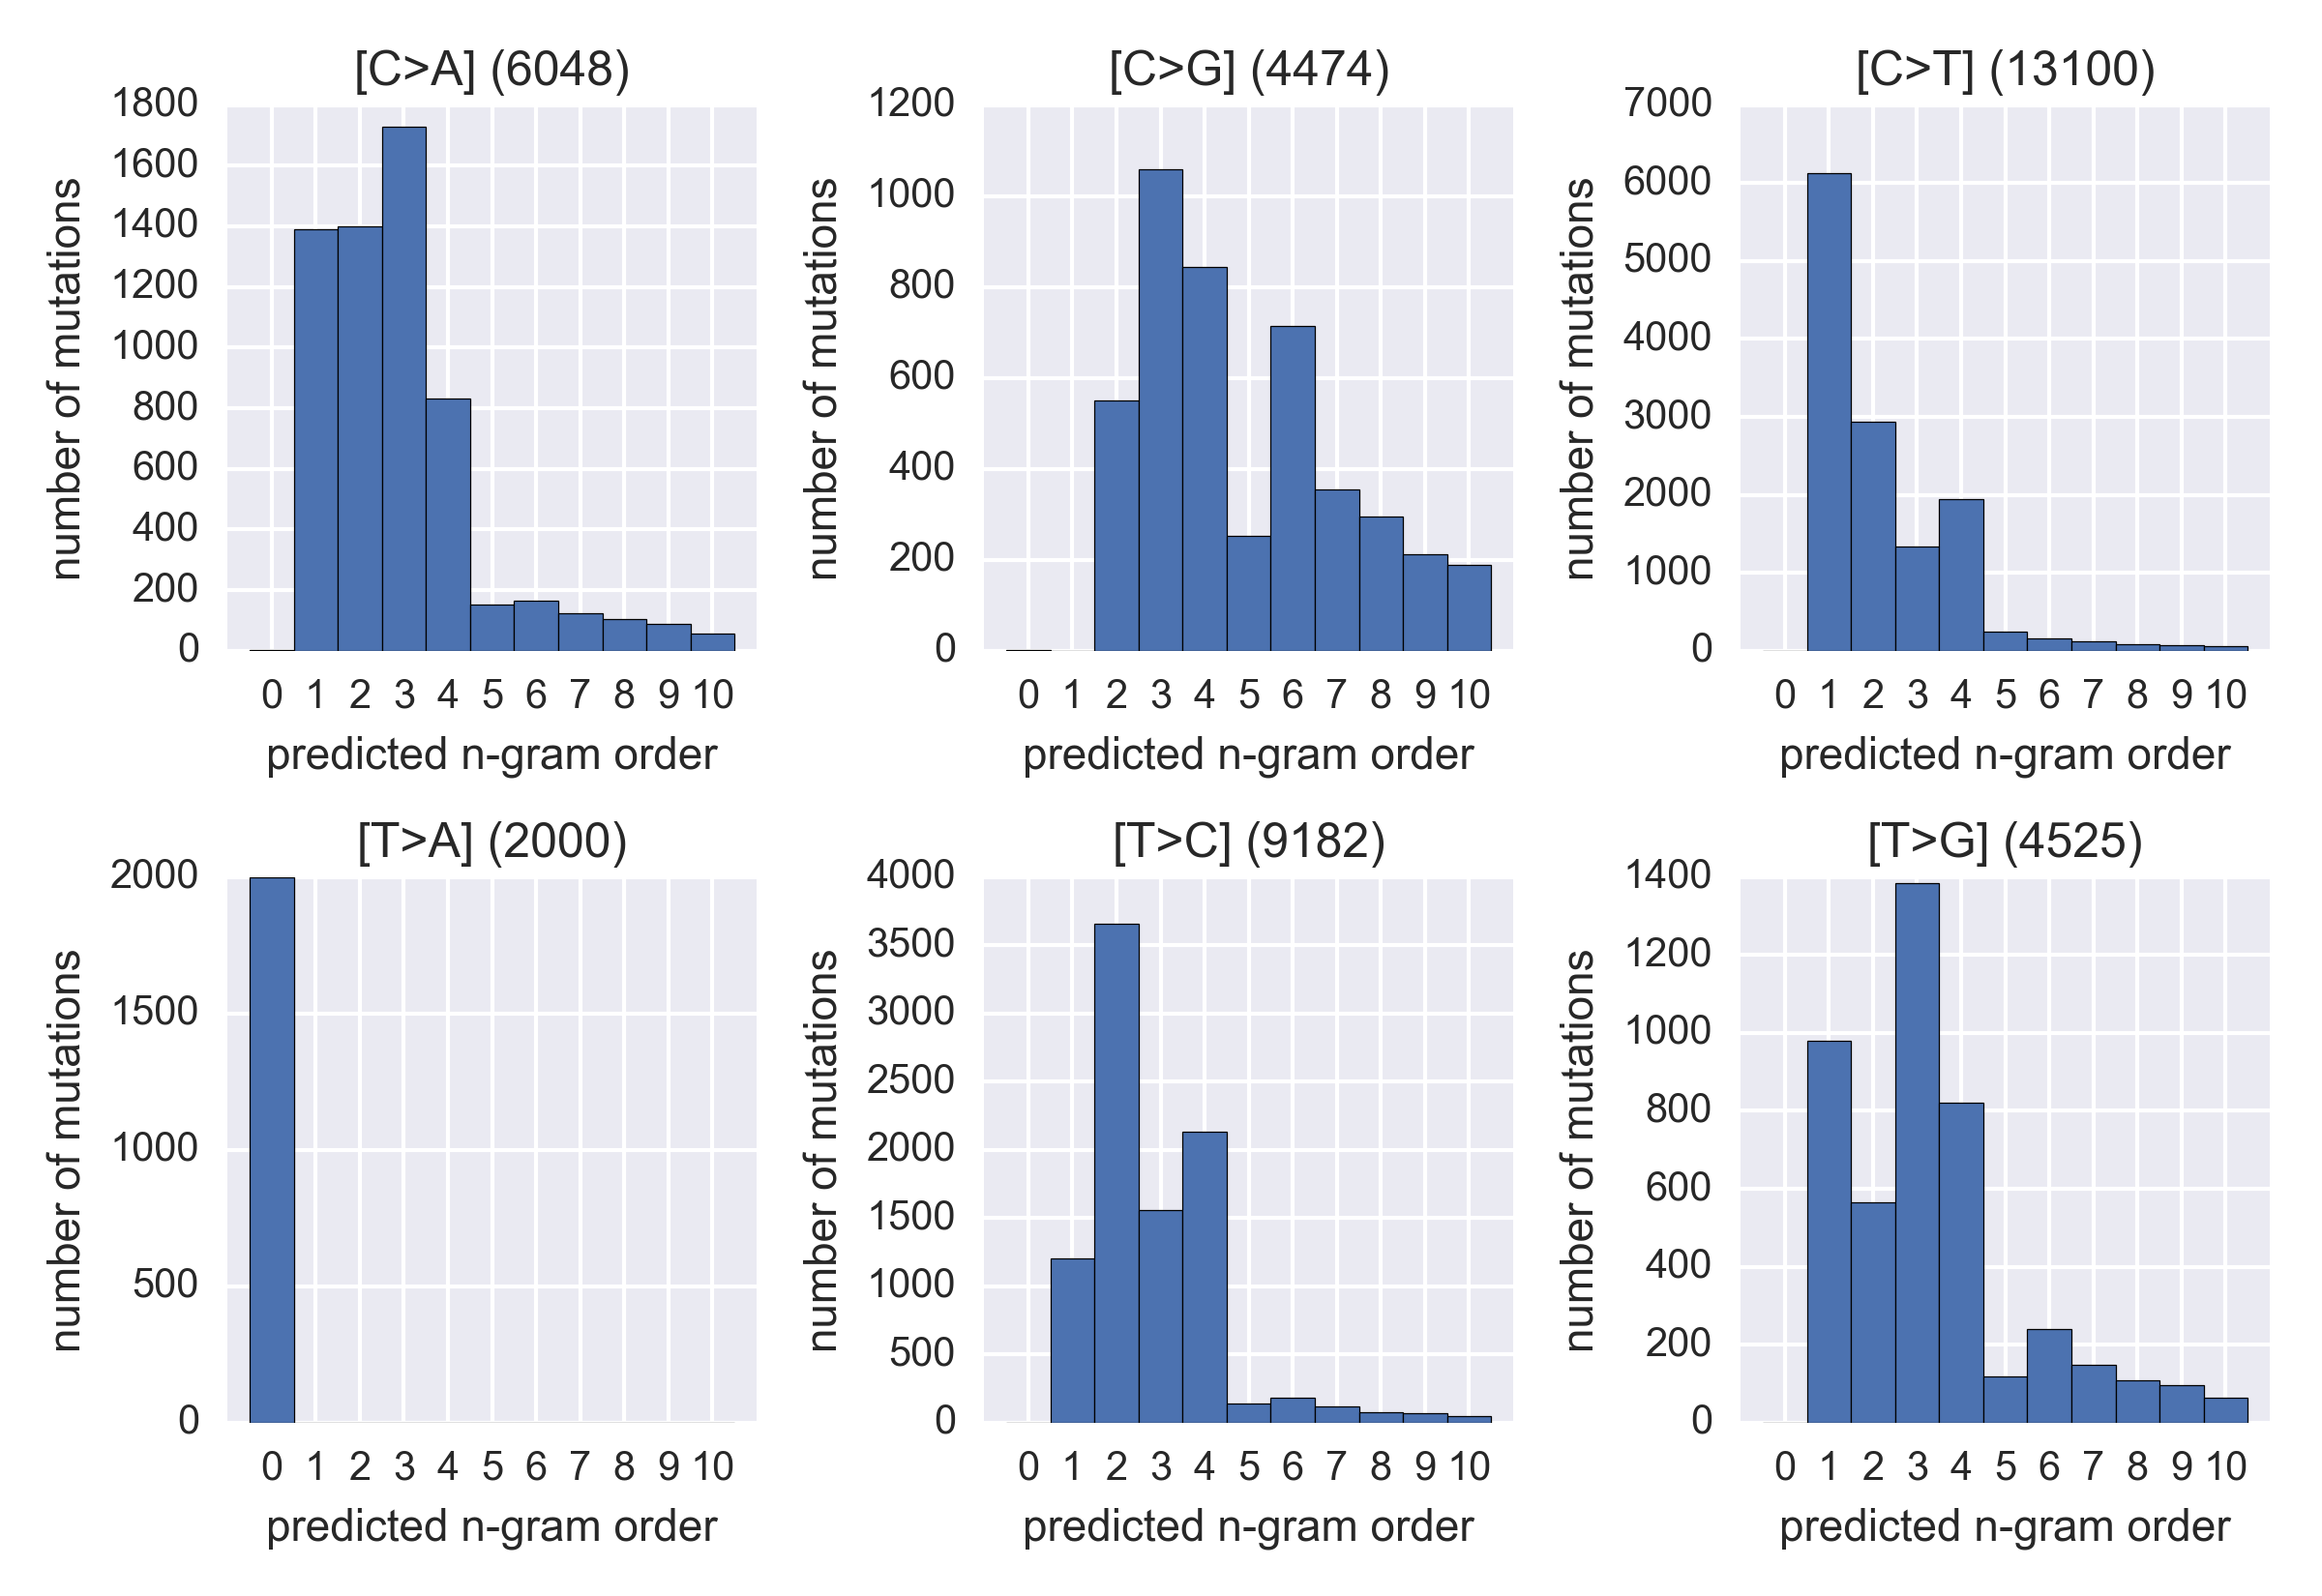 [C>A] (6048)
1800
1600
1400
1200
1000
800
600
400
200
0
number of mutations
0 1 2 3 4 5 6 7 8 9 10
predicted n-gram order
[C>G] (4474)
1200
1000
800
600
400
200
0
number of mutations
0 1 2 3 4 5 6 7 8 9 10
predicted n-gram order
[C>T] (13100)
7000
6000
5000
4000
3000
2000
1000
0
number of mutations
0 1 2 3 4 5 6 7 8 9 10
predicted n-gram order
[T>A] (2000)
2000
1500
1000
500
0
number of mutations
0 1 2 3 4 5 6 7 8 9 10
predicted n-gram order
[T>C] (9182)
4000
3500
3000
2500
2000
1500
1000
500
0
number of mutations
0 1 2 3 4 5 6 7 8 9 10
predicted n-gram order
[T>G] (4525)
1400
1200
1000
800
600
400
200
0
number of mutations
0 1 2 3 4 5 6 7 8 9 10
predicted n-gram order